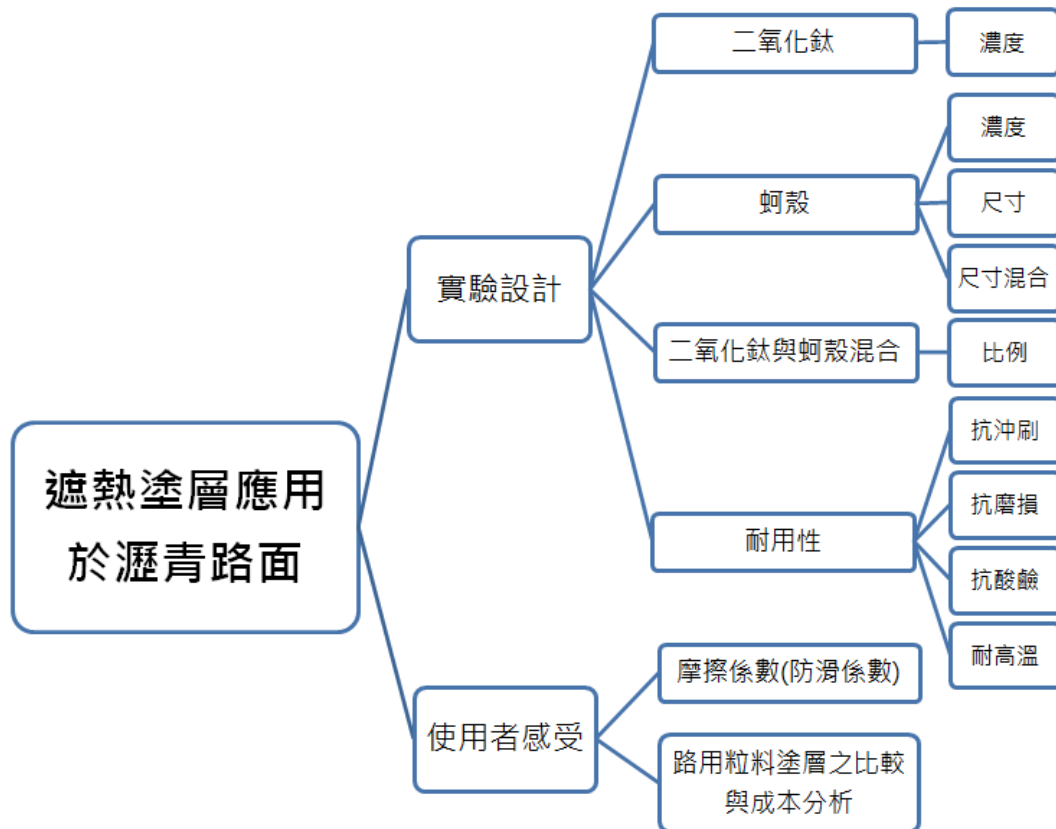 遮熱塗層應用
於瀝青路面
實驗設計
二氧化鈦
濃度
蚵殼
濃度
尺寸
尺寸混合
二氧化鈦與蚵殼混合
比例
耐用性
抗沖刷
抗磨損
抗酸鹼
耐高溫
使用者感受
摩擦係數(防滑係數)
路用粒料塗層之比較
與成本分析